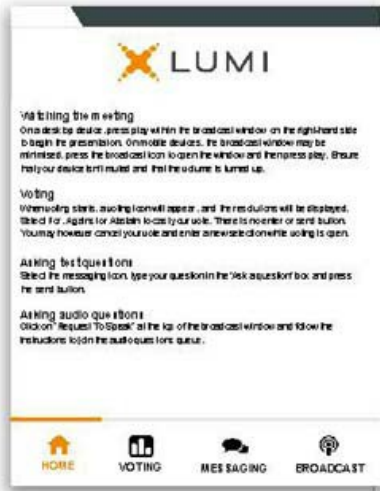 LUMI
Watching the meeting
On a desktop device, press play within the broadcast window on the right-hand side
to begin the presentation. On mobile devices, the broadcast window may be
minimised, press the broadcast icon to open the window and then press play. Ensure
that your device isn't muted and that the volume is turned up.
Voting
When voting starts, a voting icon will appear, and the resolutions will be displayed.
Select For, Against or Abstain to cast your vote. There is no enter or send button.
You may however cancel your vote and enter a new selection while voting is open.
Asking text questions
Select the messaging icon, type your question in the 'Ask a question' box and press
the send button.
Asking audio questions
Click on "Request To Speak" at the top of the broadcast window and follow the
instructions to join the audio questions queue.
HOME
VOTING
MESSAGING
BROADCAST